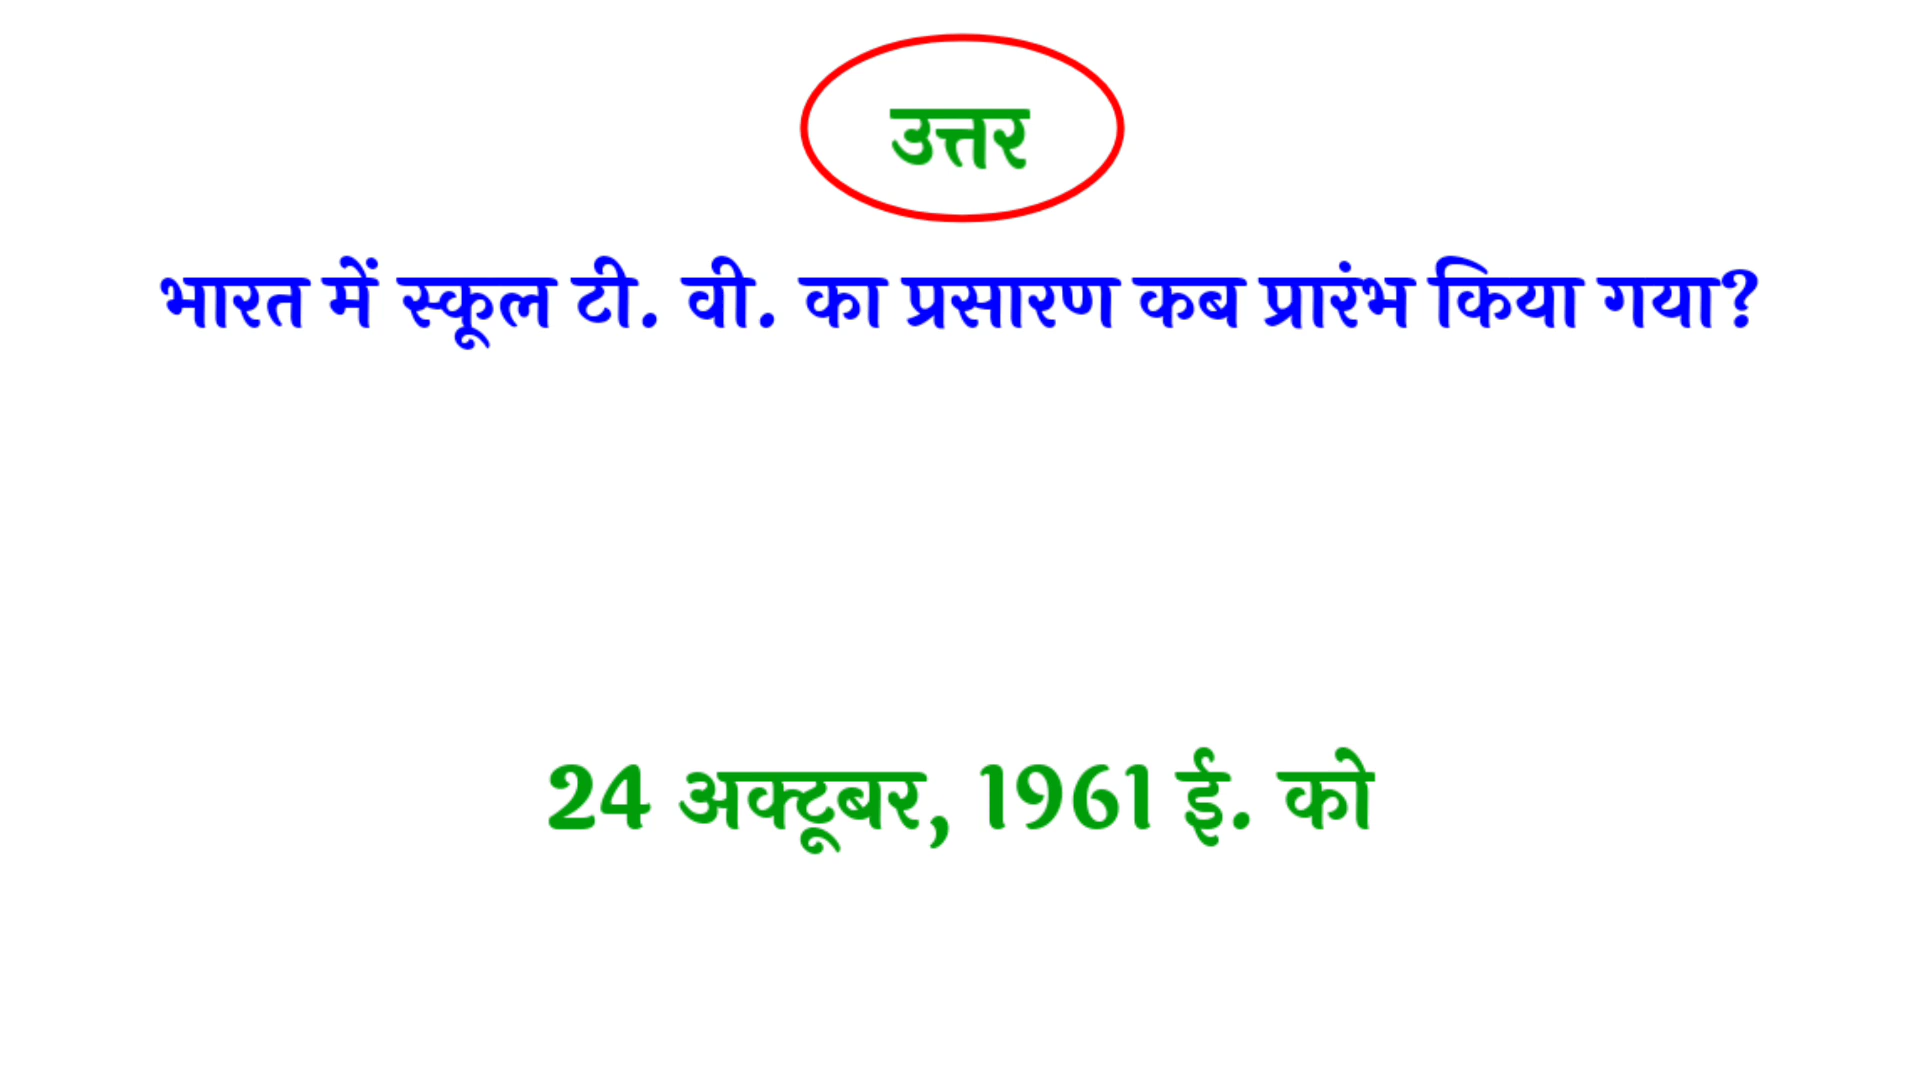 उत्तर
भारत में स्कूल टी. वी. का प्रसारण कब प्रारंभ किया गया?
24 अक्टूबर, 1961 ई. को